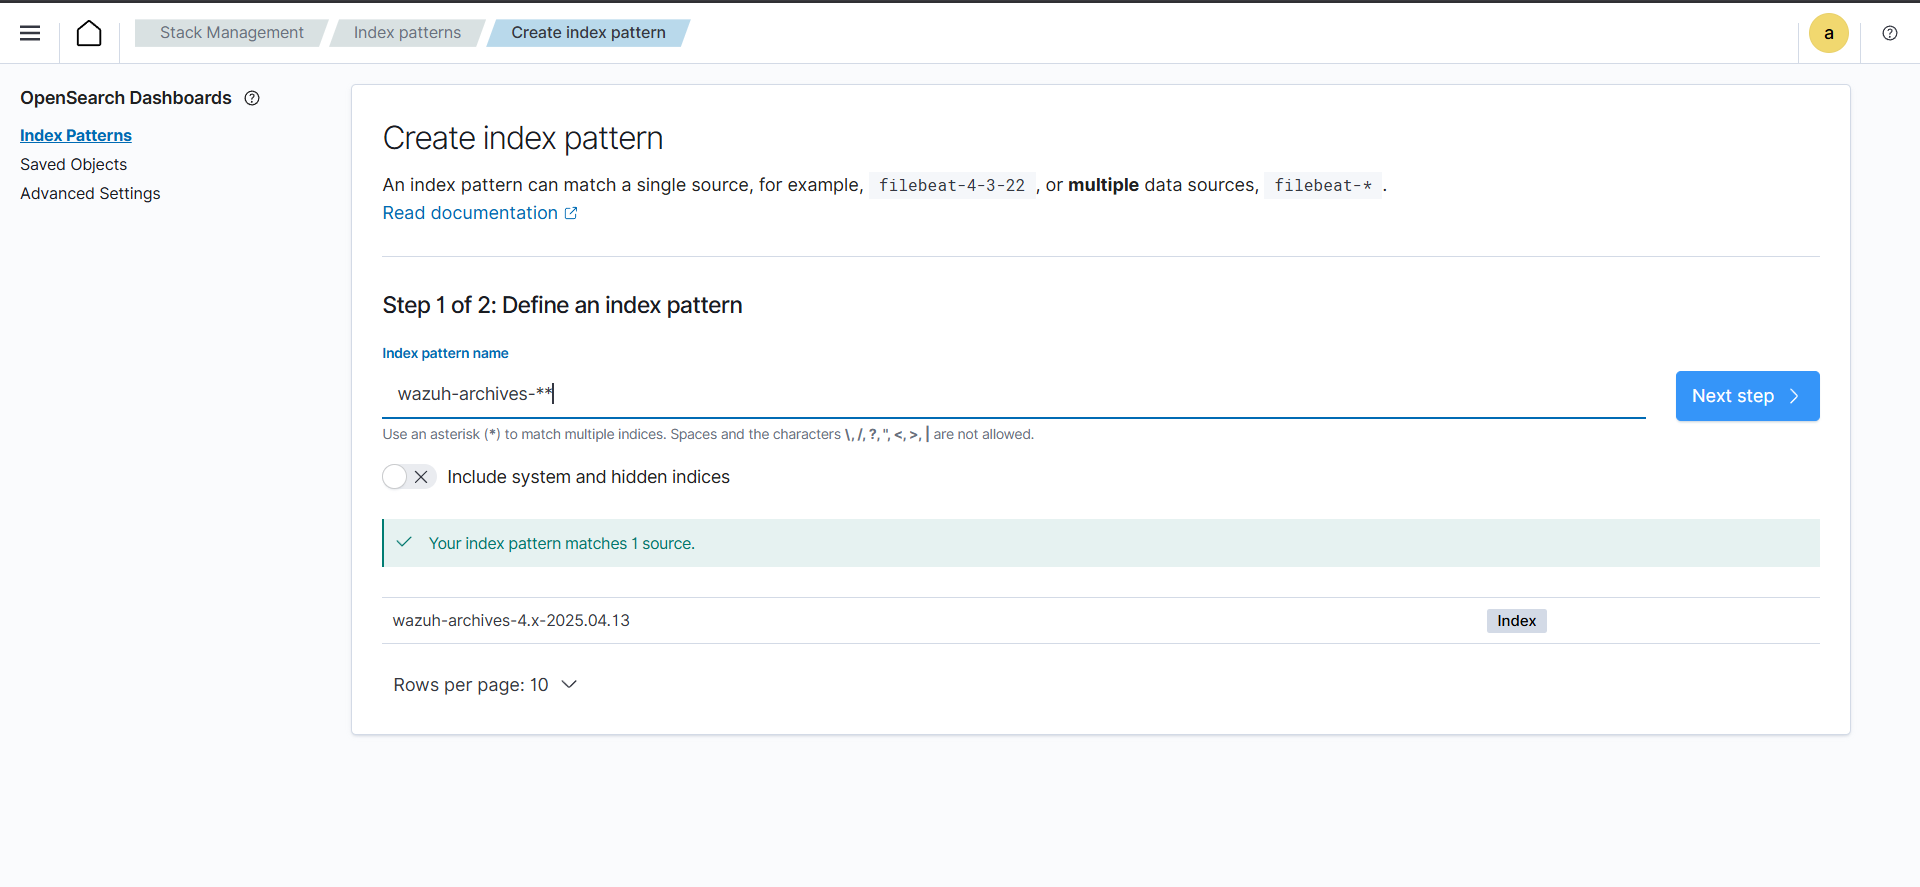 Stack Management
Index patterns
Create index pattern
a
OpenSearch Dashboards
Index Patterns
Saved Objects
Advanced Settings
Create index pattern
An index pattern can match a single source, for example, filebeat-4-3-22 , or multiple data sources, filebeat-* .
Read documentation
Step 1 of 2: Define an index pattern
Index pattern name
wazuh-archives-**
Next step
Use an asterisk (*) to match multiple indices. Spaces and the characters \, /, ?, ", <, >, | are not allowed.
Include system and hidden indices
Your index pattern matches 1 source.
wazuh-archives-4.x-2025.04.13
Index
Rows per page: 10